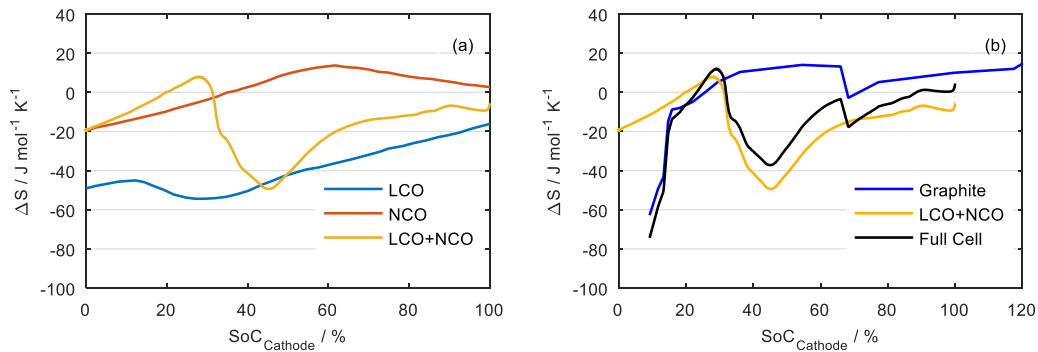 40
20
0
-20
-40
-60
-80
-100
ΔS / J mol⁻¹ K⁻¹
(a)
LCO
NCO
LCO+NCO
0 20 40 60 80 100
SoC_Cathode / %
40
20
0
-20
-40
-60
-80
-100
ΔS / J mol⁻¹ K⁻¹
(b)
Graphite
LCO+NCO
Full Cell
0 20 40 60 80 100 120
SoC_Cathode / %